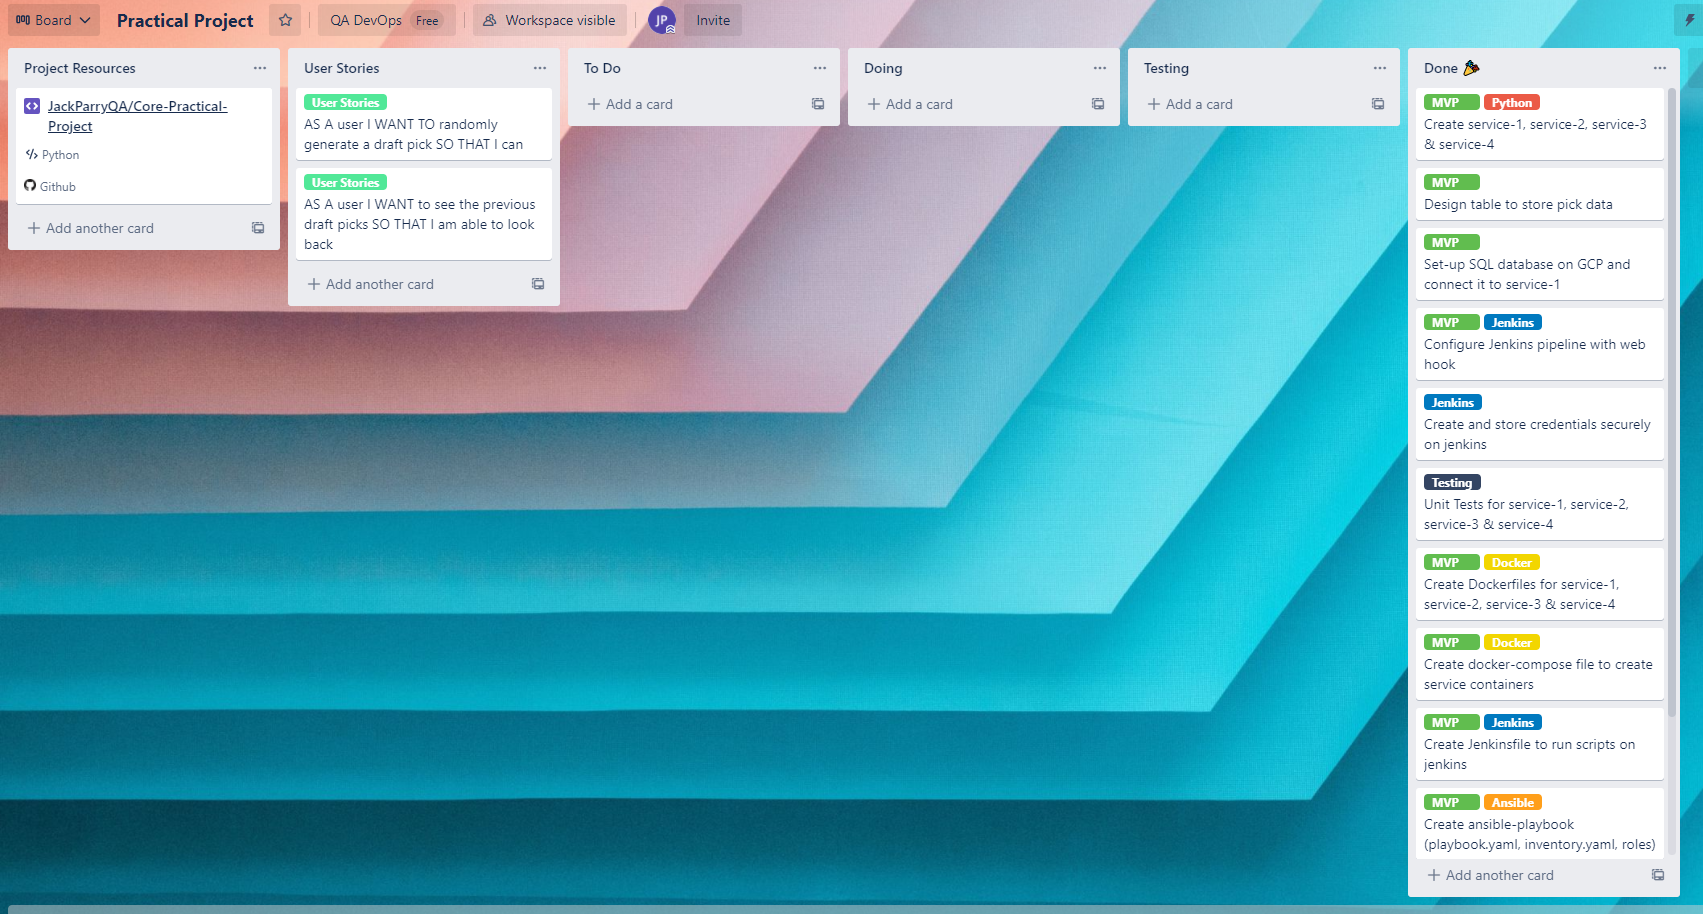 Board
Practical Project
QA DevOps Free
Workspace visible
JP
Invite
Project Resources
JackParryQA/Core-Practical-
Project
Python
Github
Add another card
User Stories
User Stories
AS A user I WANT TO randomly
generate a draft pick SO THAT I can
User Stories
AS A user I WANT to see the previous
draft picks SO THAT I am able to look
back
Add another card
To Do
Add a card
Doing
Add a card
Testing
Add a card
Done
MVP Python
Create service-1, service-2, service-3
& service-4
MVP
Design table to store pick data
MVP
Set-up SQL database on GCP and
connect it to service-1
MVP Jenkins
Configure Jenkins pipeline with web
hook
Jenkins
Create and store credentials securely
on jenkins
Testing
Unit Tests for service-1, service-2,
service-3 & service-4
MVP Docker
Create Dockerfiles for service-1,
service-2, service-3 & service-4
MVP Docker
Create docker-compose file to create
service containers
MVP Jenkins
Create Jenkinsfile to run scripts on
jenkins
MVP Ansible
Create ansible-playbook
(playbook.yaml, inventory.yaml, roles)
Add another card